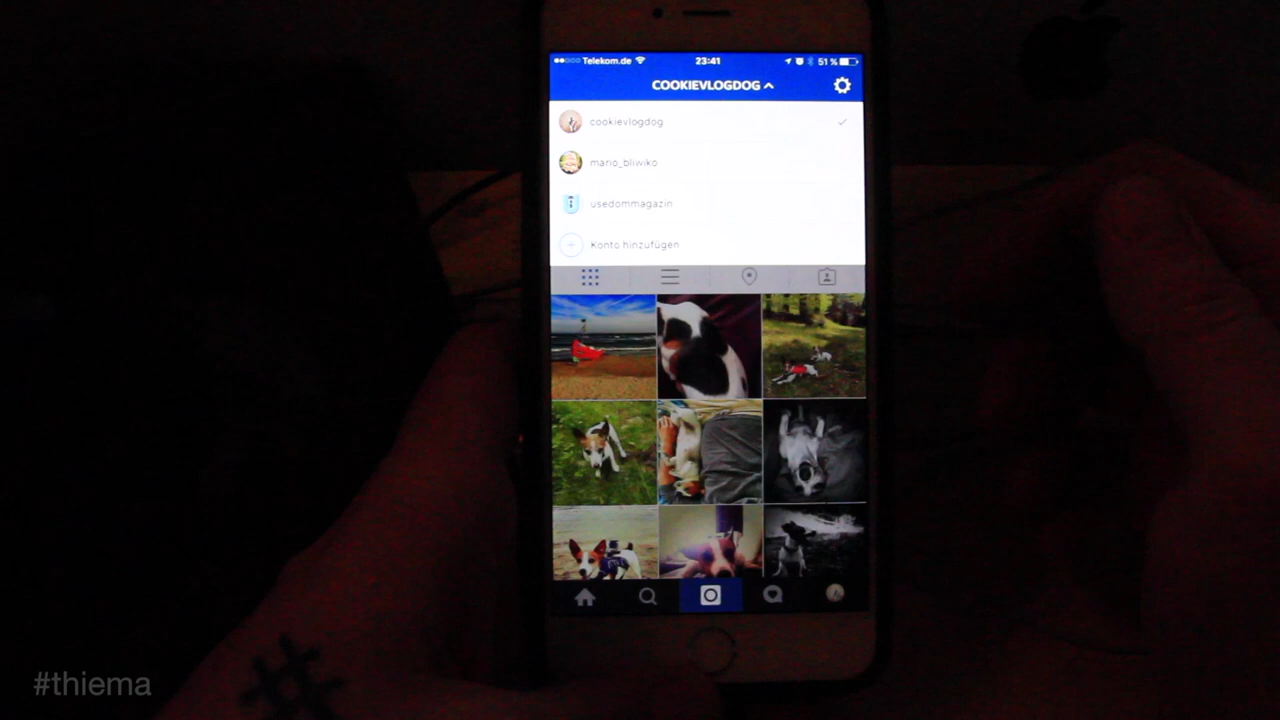 Telekom.de 23:41 51 %
COOKIEVLOGDOG
cookievlogdog
mario_bliwiko
usedommagazin
Konto hinzufügen
#thiema